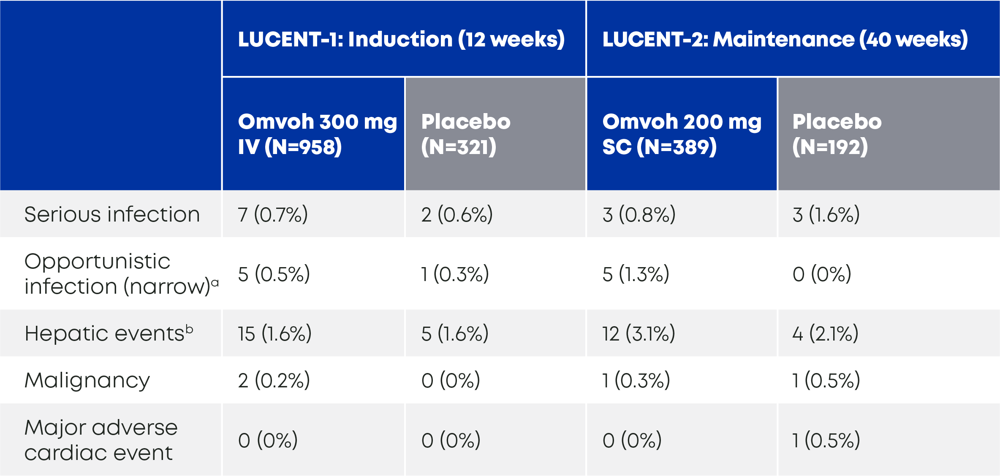 LUCENT-1: Induction (12 weeks)
LUCENT-2: Maintenance (40 weeks)
Omvoh 300 mg
IV (N=958)
Placebo
(N=321)
Omvoh 200 mg
SC (N=389)
Placebo
(N=192)
Serious infection
7 (0.7%)
2 (0.6%)
3 (0.8%)
3 (1.6%)
Opportunistic
infection (narrow)ᵃ
5 (0.5%)
1 (0.3%)
5 (1.3%)
0 (0%)
Hepatic eventsᵇ
15 (1.6%)
5 (1.6%)
12 (3.1%)
4 (2.1%)
Malignancy
2 (0.2%)
0 (0%)
1 (0.3%)
1 (0.5%)
Major adverse
cardiac event
0 (0%)
0 (0%)
0 (0%)
1 (0.5%)